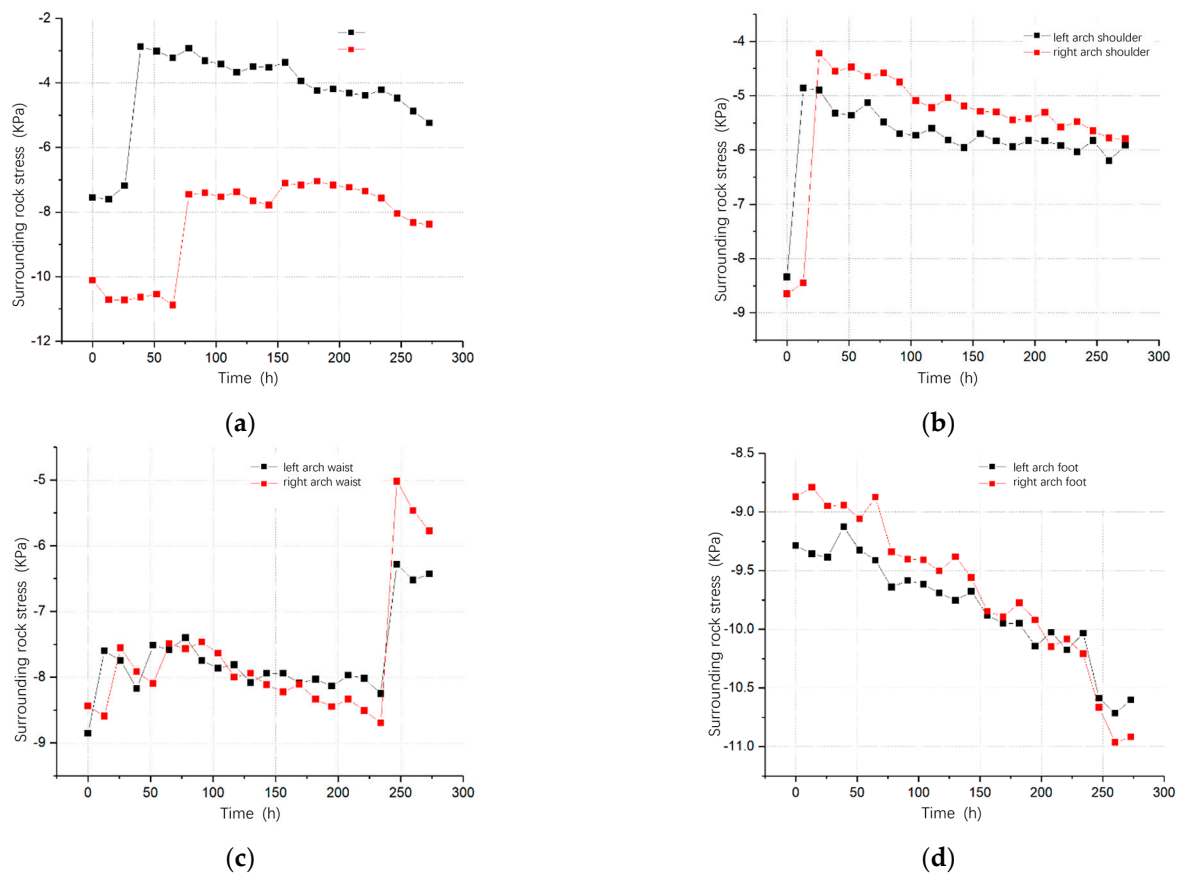 -2
-4
-6
-8
-10
-12
0
50
100
150
200
250
300
Surrounding rock stress (KPa)
Time (h)
(a)
left arch shoulder
right arch shoulder
-4
-5
-6
-7
-8
-9
0
50
100
150
200
250
300
Surrounding rock stress (KPa)
Time (h)
(b)
left arch waist
right arch waist
-5
-6
-7
-8
-9
0
50
100
150
200
250
300
Surrounding rock stress (KPa)
Time (h)
(c)
left arch foot
right arch foot
-8.5
-9.0
-9.5
-10.0
-10.5
-11.0
0
50
100
150
200
250
300
Surrounding rock stress (KPa)
Time (h)
(d)